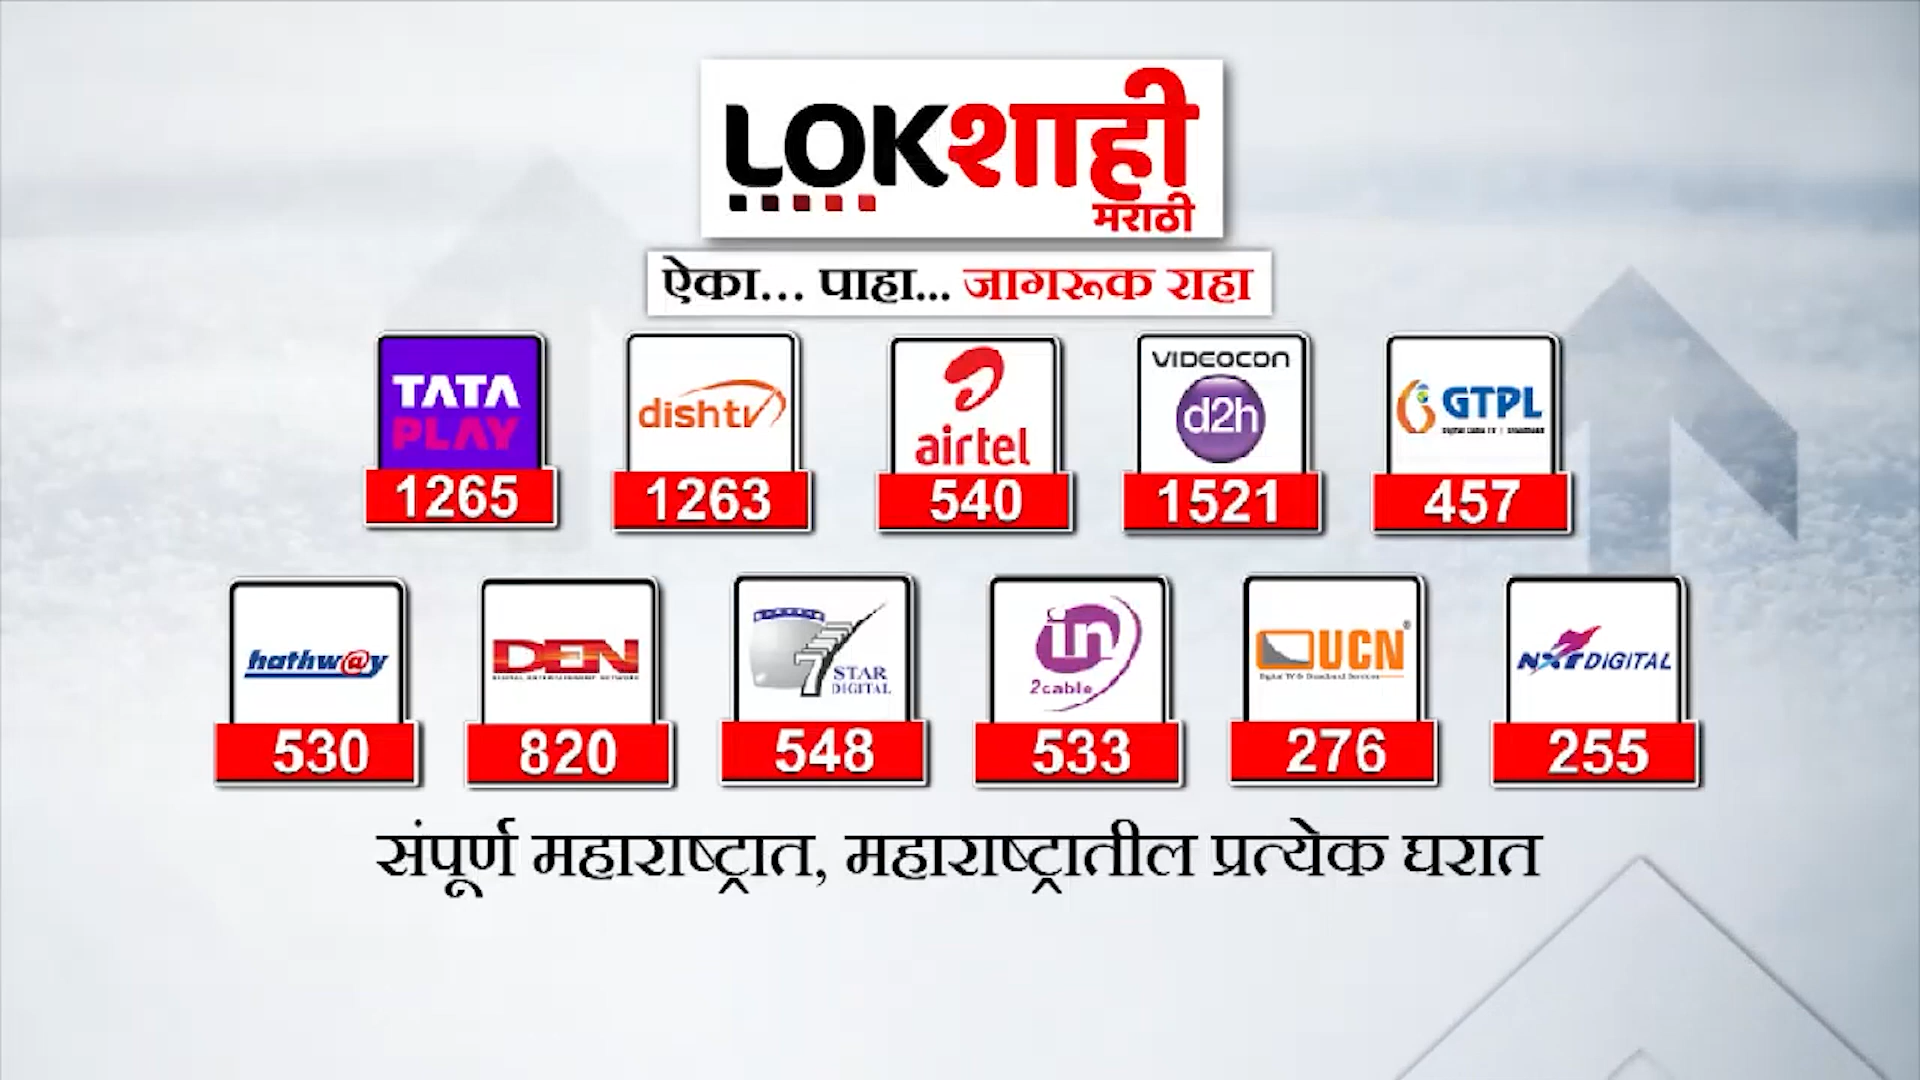 LOKशाही
मराठी
ऐका... पाहा... जागरूक राहा
TATA PLAY
1265
dishtv
1263
airtel
540
VIDEOCON d2h
1521
GTPL
457
hathw@y
530
DEN
820
7 STAR DIGITAL
548
in 2cable
533
UCN
276
NXT DIGITAL
255
संपूर्ण महाराष्ट्रात, महाराष्ट्रातील प्रत्येक घरात